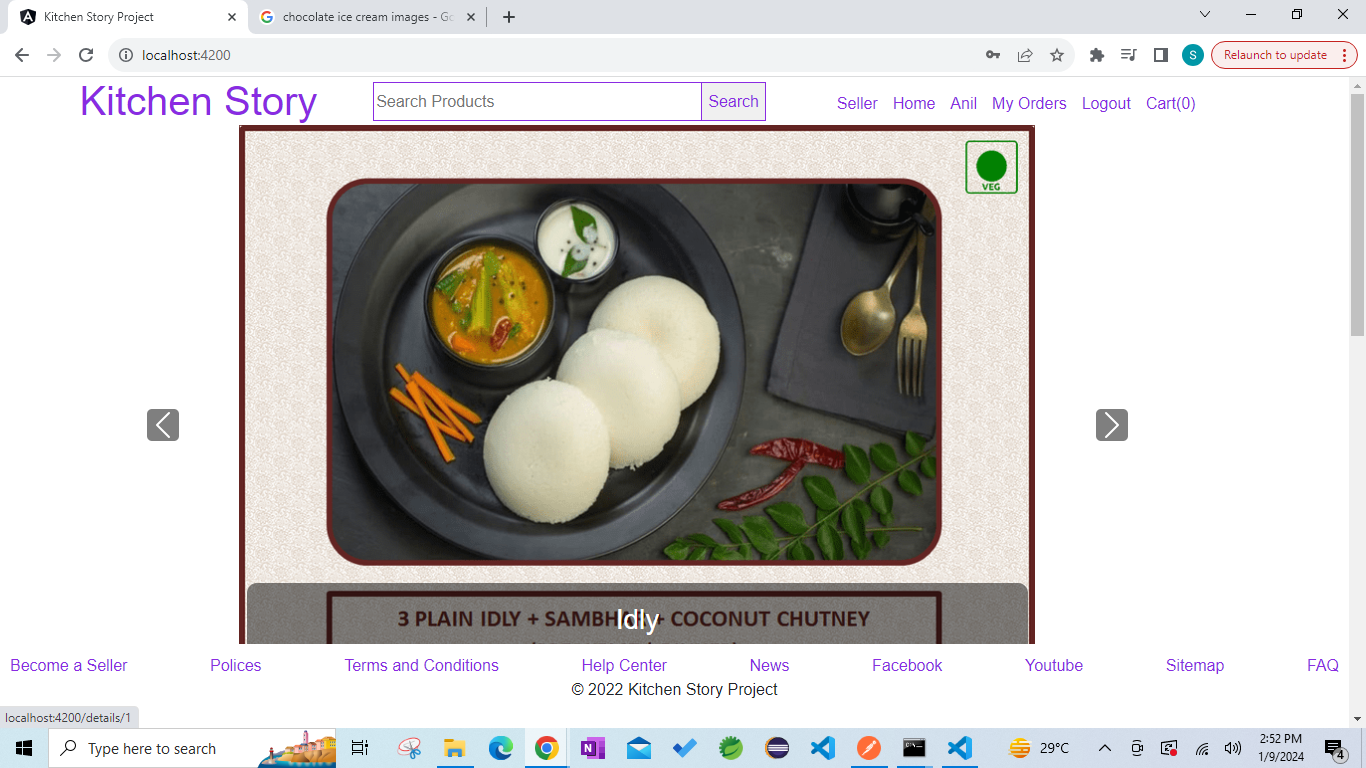 Kitchen Story Project
chocolate ice cream images - Go
localhost:4200
S
Relaunch to update
Kitchen Story
Search Products
Search
Seller Home Anil My Orders Logout Cart(0)
VEG
3 PLAIN IDLY + SAMBHAR + COCONUT CHUTNEY
Idly
Become a Seller Polices Terms and Conditions Help Center News Facebook Youtube Sitemap FAQ
© 2022 Kitchen Story Project
localhost:4200/details/1
Type here to search
29°C
2:52 PM
1/9/2024
4